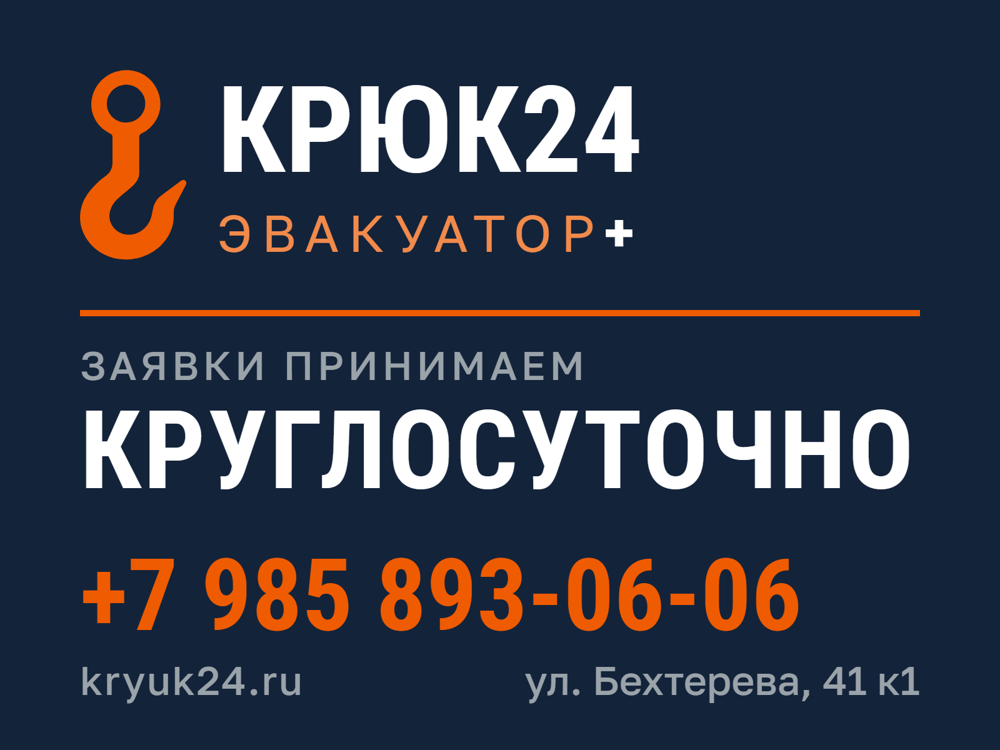 КРЮК24
ЭВАКУАТОР+
ЗАЯВКИ ПРИНИМАЕМ
КРУГЛОСУТОЧНО
+7 985 893-06-06
kryuk24.ru
ул. Бехтерева, 41 к1